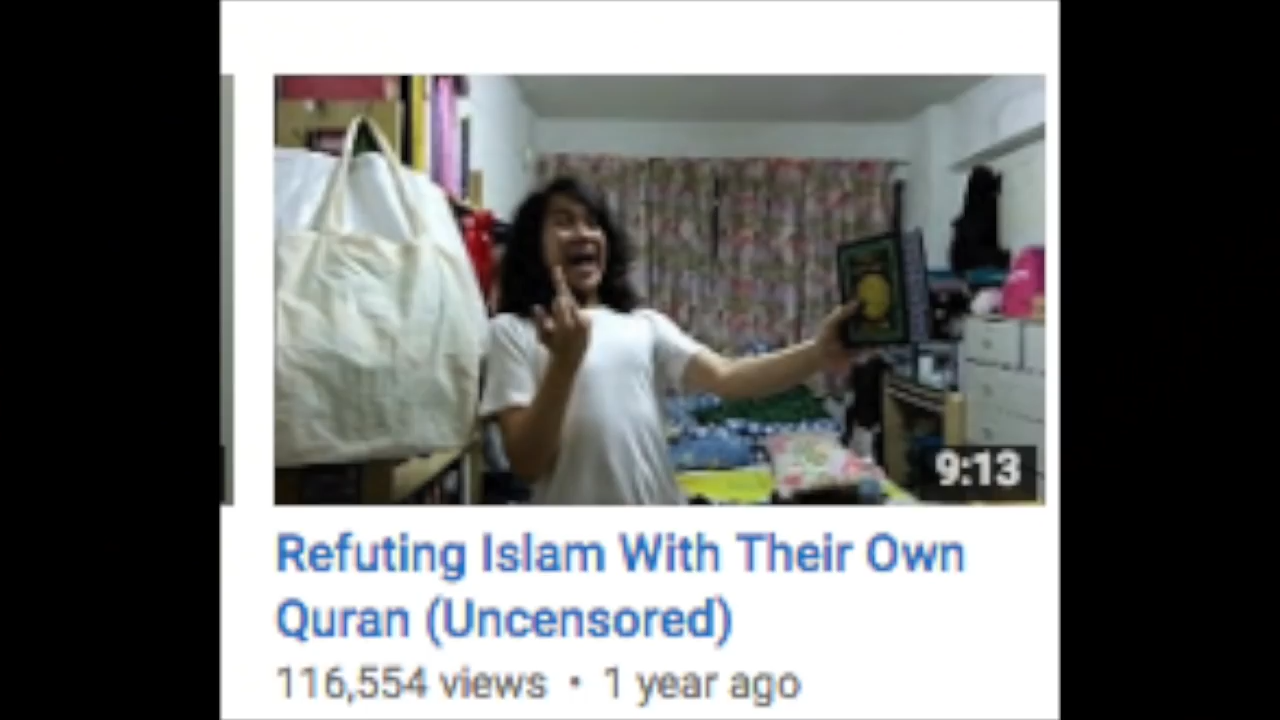 9:13
Refuting Islam With Their Own
Quran (Uncensored)
116,554 views • 1 year ago